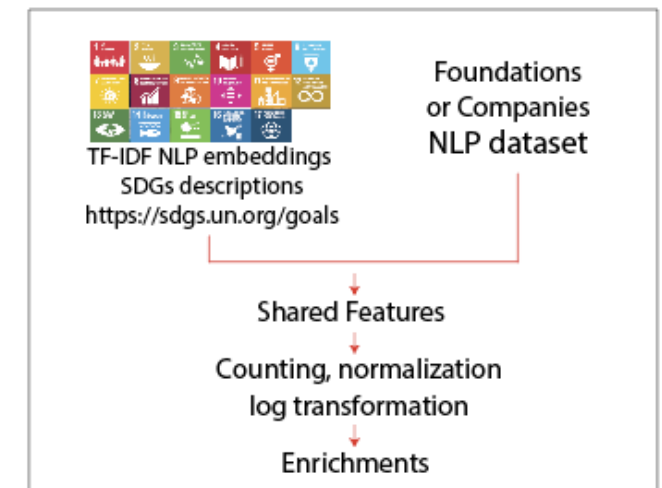 TF-IDF NLP embeddings
SDGs descriptions
https://sdgs.un.org/goals
Foundations
or Companies
NLP dataset
Shared Features
Counting, normalization
log transformation
Enrichments